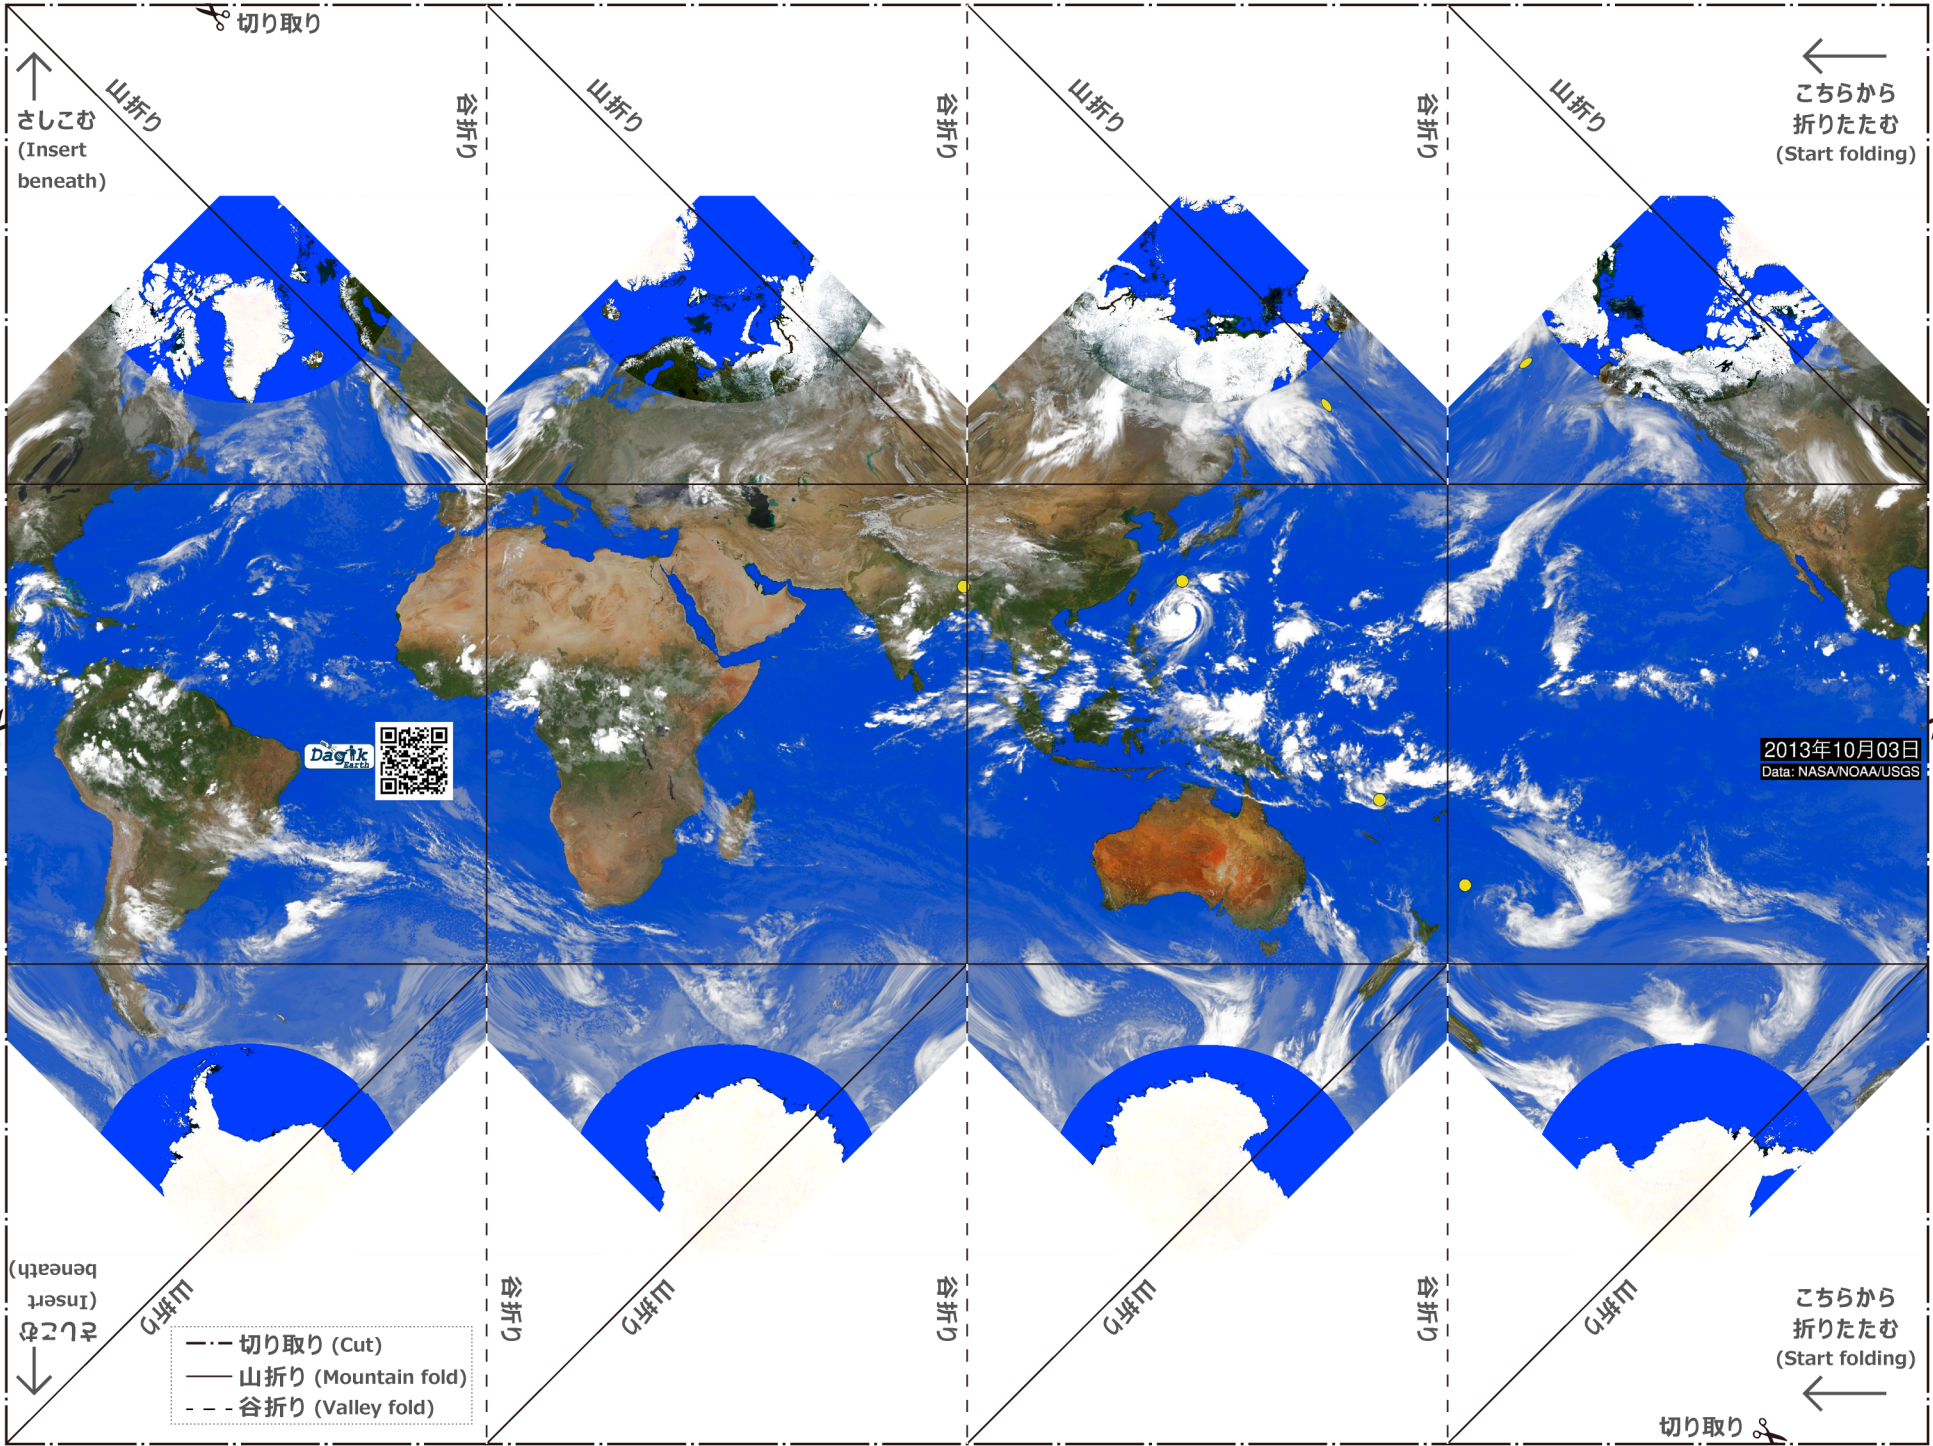 切り取り
さしこむ
(Insert
beneath)
山折り
谷折り
山折り
谷折り
山折り
谷折り
山折り
こちらから
折りたたむ
(Start folding)
Dagik
Earth
2013年10月03日
Data: NASA/NOAA/USGS
さしこむ
(Insert
beneath)
山折り
谷折り
山折り
谷折り
山折り
谷折り
山折り
こちらから
折りたたむ
(Start folding)
切り取り (Cut)
山折り (Mountain fold)
谷折り (Valley fold)
切り取り